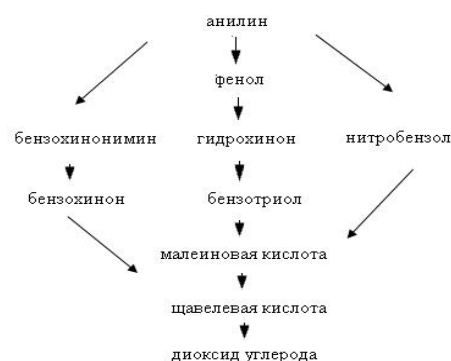 анилин
фенол
бензохинонимин гидрохинон нитробензол
бензохинон бензотриол
малеиновая кислота
щавелевая кислота
диоксид углерода